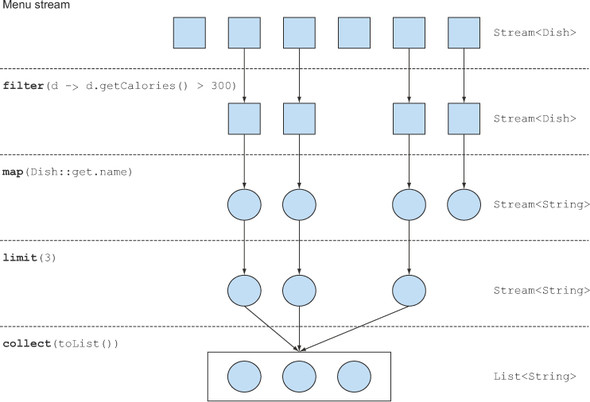 Menu stream
Stream<Dish>
filter(d -> d.getCalories() > 300)
Stream<Dish>
map(Dish::get.name)
Stream<String>
limit(3)
Stream<String>
collect(toList())
List<String>